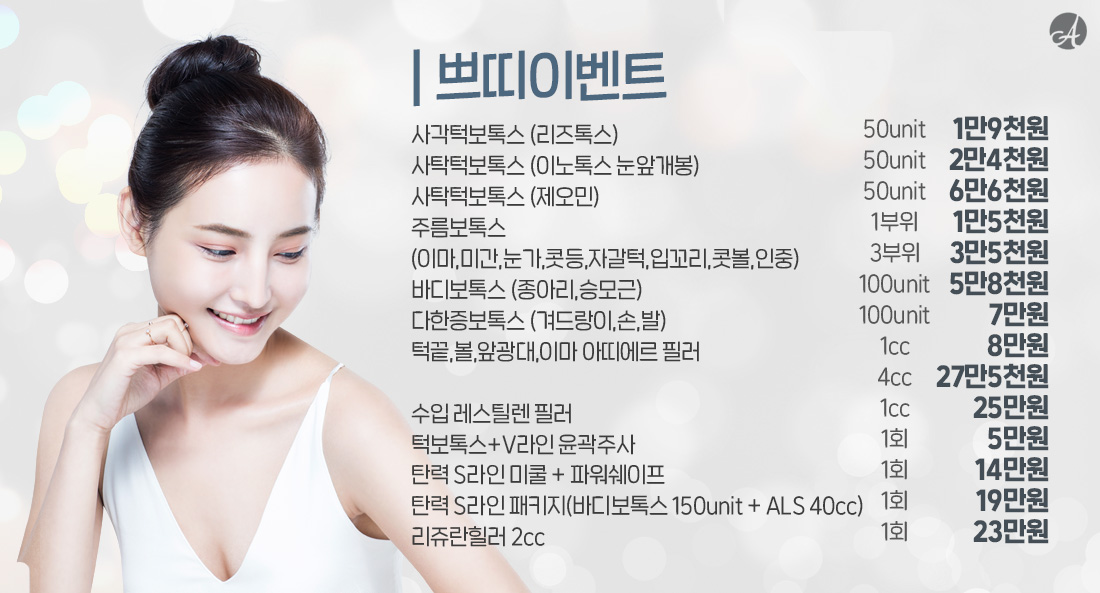 쁘띠이벤트
사각턱보톡스 (리즈톡스) 50unit 1만9천원
사탁턱보톡스 (이노톡스 눈앞개봉) 50unit 2만4천원
사탁턱보톡스 (제오민) 50unit 6만6천원
주름보톡스 1부위 1만5천원
(이마,미간,눈가,콧등,자갈턱,입꼬리,콧볼,인중) 3부위 3만5천원
바디보톡스 (종아리,승모근) 100unit 5만8천원
다한증보톡스 (겨드랑이,손,발) 100unit 7만원
턱끝,볼,앞광대,이마 아띠에르 필러 1cc 8만원
4cc 27만5천원
수입 레스틸렌 필러 1cc 25만원
턱보톡스+V라인 윤곽주사 1회 5만원
탄력 S라인 미쿨 + 파워쉐이프 1회 14만원
탄력 S라인 패키지(바디보톡스 150unit + ALS 40cc) 1회 19만원
리쥬란힐러 2cc 1회 23만원
A